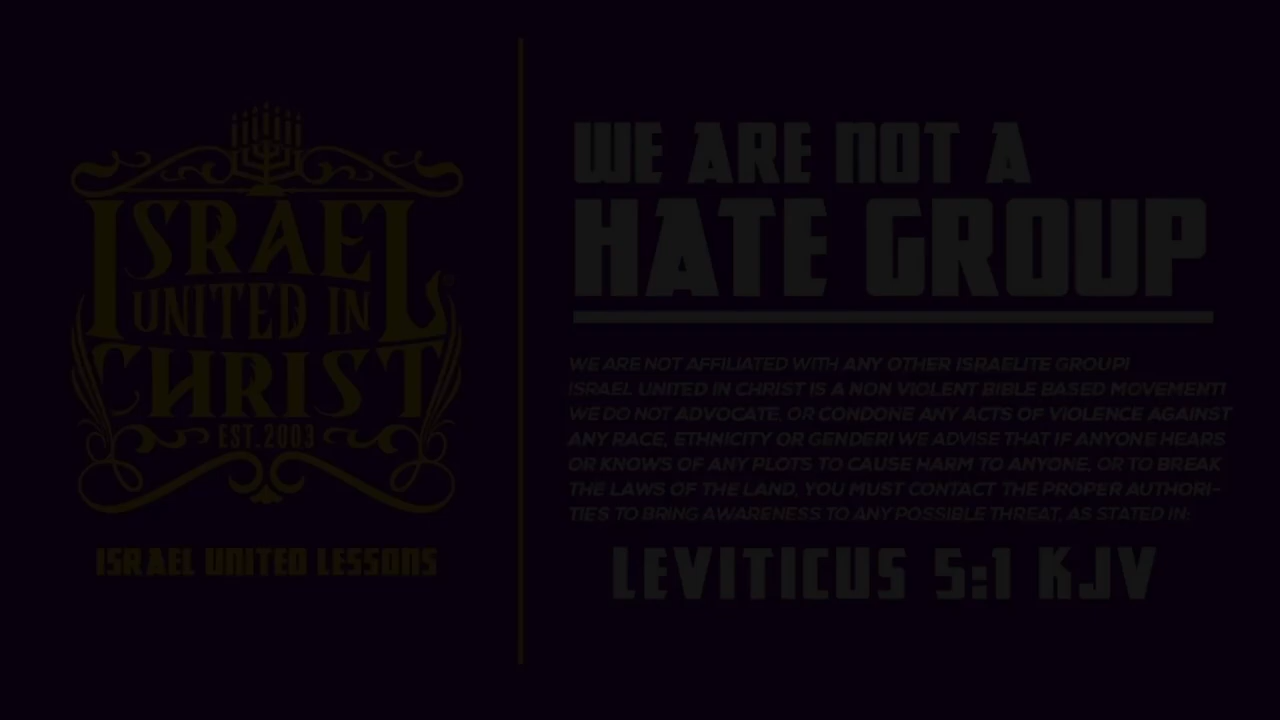 ISRAEL
UNITED IN
CHRIST
EST. 2003
ISRAEL UNITED LESSONS
WE ARE NOT A
HATE GROUP
WE ARE NOT AFFILIATED WITH ANY OTHER ISRAELITE GROUP!
ISRAEL UNITED IN CHRIST IS A NON VIOLENT BIBLE BASED MOVEMENT!
WE DO NOT ADVOCATE, OR CONDONE ANY ACTS OF VIOLENCE AGAINST
ANY RACE, ETHNICITY OR GENDER! WE ADVISE THAT IF ANYONE HEARS
OR KNOWS OF ANY PLOTS TO CAUSE HARM TO ANYONE, OR TO BREAK
THE LAWS OF THE LAND, YOU MUST CONTACT THE PROPER AUTHORI-
TIES TO BRING AWARENESS TO ANY POSSIBLE THREAT, AS STATED IN:
LEVITICUS 5:1 KJV